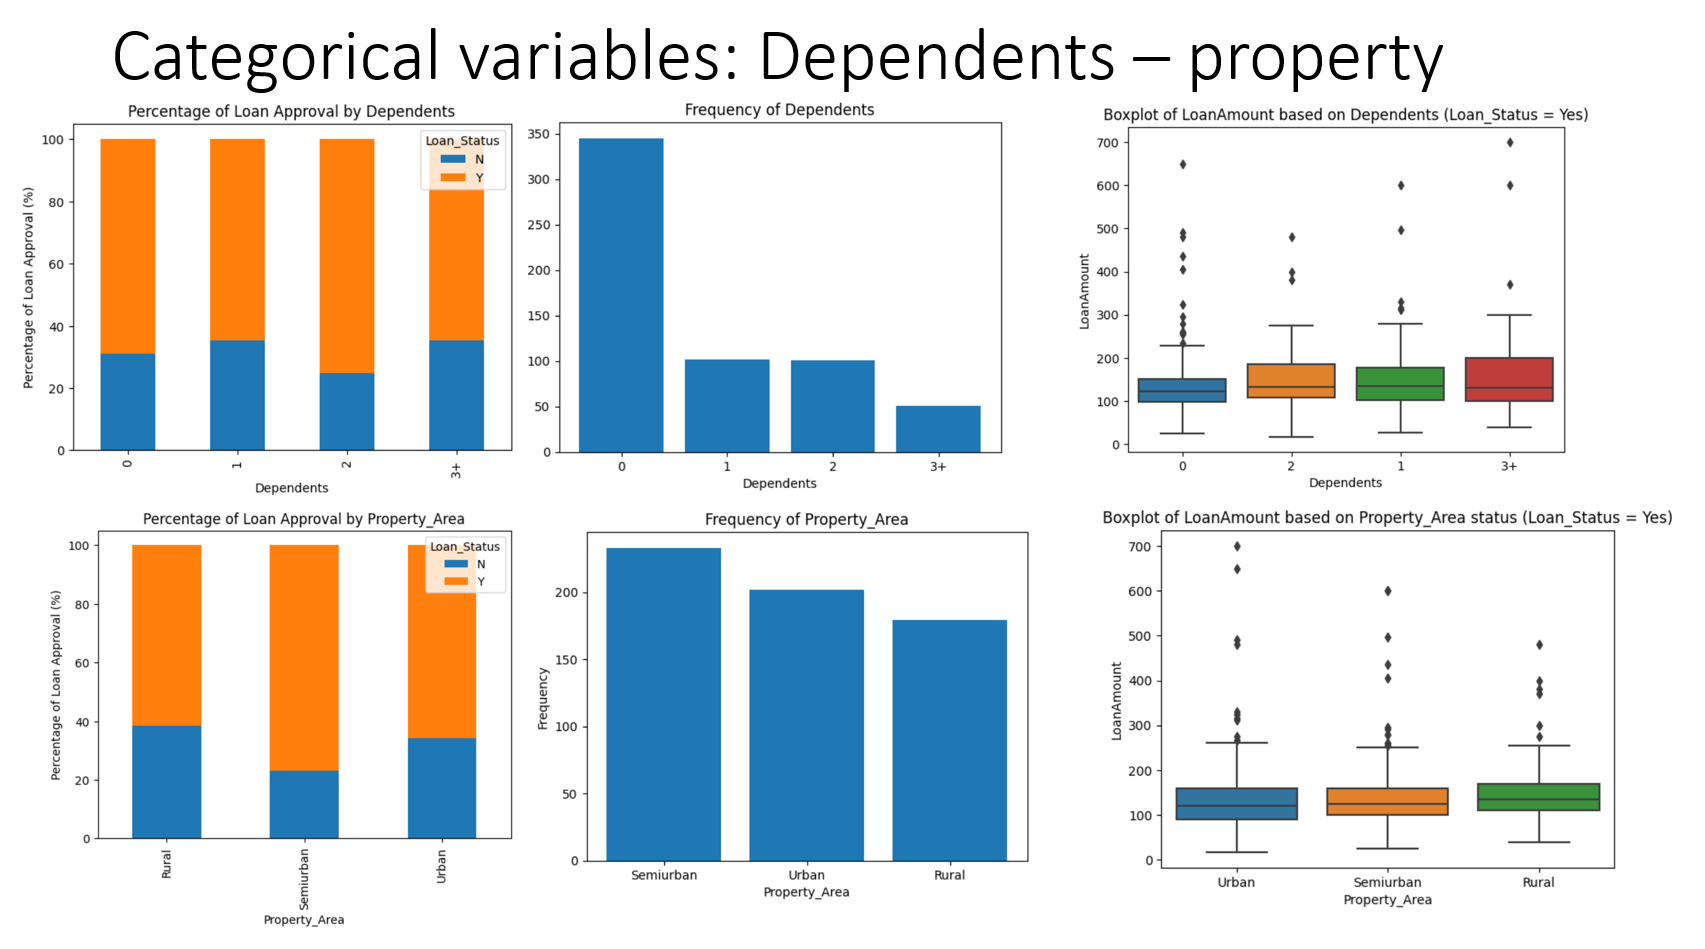 Categorical variables: Dependents – property
Percentage of Loan Approval by Dependents
Percentage of Loan Approval (%)
100
80
60
40
20
0
Loan_Status
N
Y
0
1
2
3+
Dependents
Frequency of Dependents
350
300
250
200
150
100
50
0
0
1
2
3+
Dependents
Boxplot of LoanAmount based on Dependents (Loan_Status = Yes)
LoanAmount
700
600
500
400
300
200
100
0
0
2
1
3+
Dependents
Percentage of Loan Approval by Property_Area
Percentage of Loan Approval (%)
100
80
60
40
20
0
Loan_Status
N
Y
Rural
Semiurban
Urban
Property_Area
Frequency of Property_Area
Frequency
200
150
100
50
0
Semiurban
Urban
Rural
Property_Area
Boxplot of LoanAmount based on Property_Area status (Loan_Status = Yes)
LoanAmount
700
600
500
400
300
200
100
0
Urban
Semiurban
Rural
Property_Area